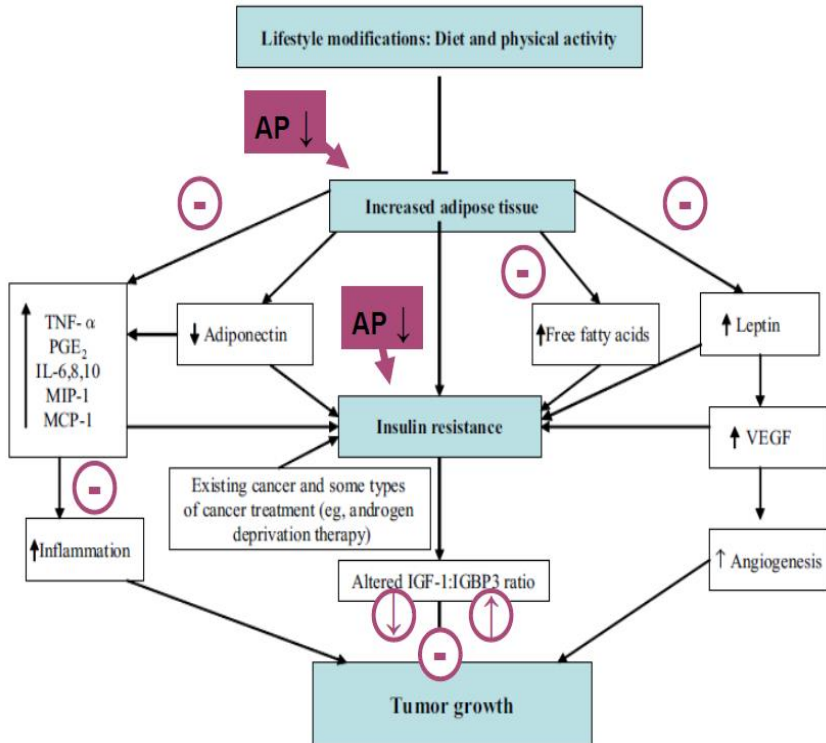 Lifestyle modifications: Diet and physical activity
AP ↓
-
Increased adipose tissue
-
-
TNF- α
PGE₂
IL-6,8,10
MIP-1
MCP-1
↓ Adiponectin
AP ↓
↑Free fatty acids
↑ Leptin
Insulin resistance
↑ VEGF
-
Existing cancer and some types
of cancer treatment (eg, androgen
deprivation therapy)
↑Inflammation
Altered IGF-1:IGBP3 ratio
↑ Angiogenesis
↓ ↑
-
Tumor growth